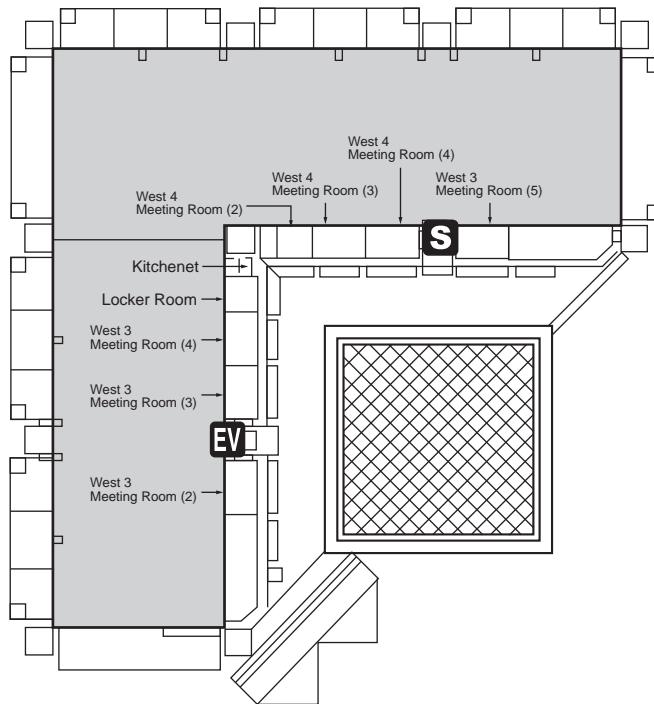 West 4
Meeting Room (4)
West 4
Meeting Room (3)
West 3
Meeting Room (5)
West 4
Meeting Room (2)
S
Kitchenet
Locker Room
West 3
Meeting Room (4)
West 3
Meeting Room (3)
EV
West 3
Meeting Room (2)